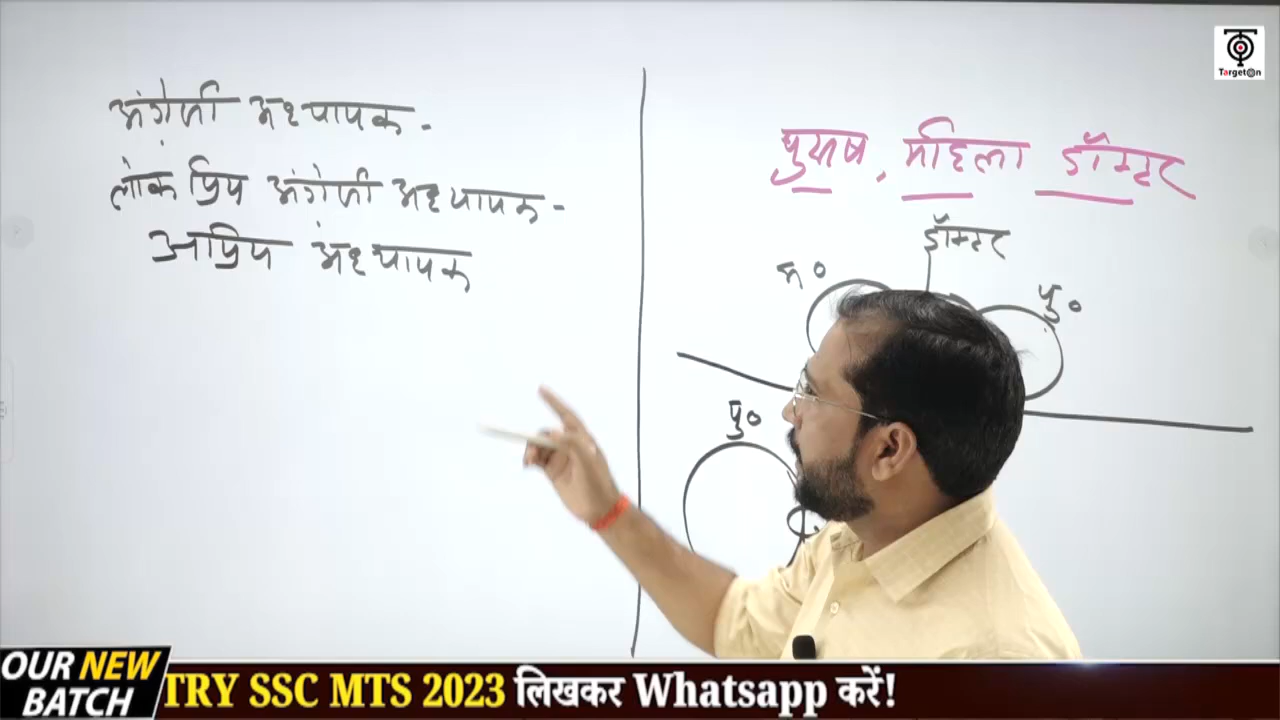 अंग्रेजी अध्यापक -
लोकप्रिय अंग्रेजी अध्यापक -
अप्रिय अध्यापक
पुरुष, महिला डॉक्टर
डॉक्टर
म०
पु०
पु०
Target@n
OUR NEW BATCH
TRY SSC MTS 2023 लिखकर Whatsapp करें!